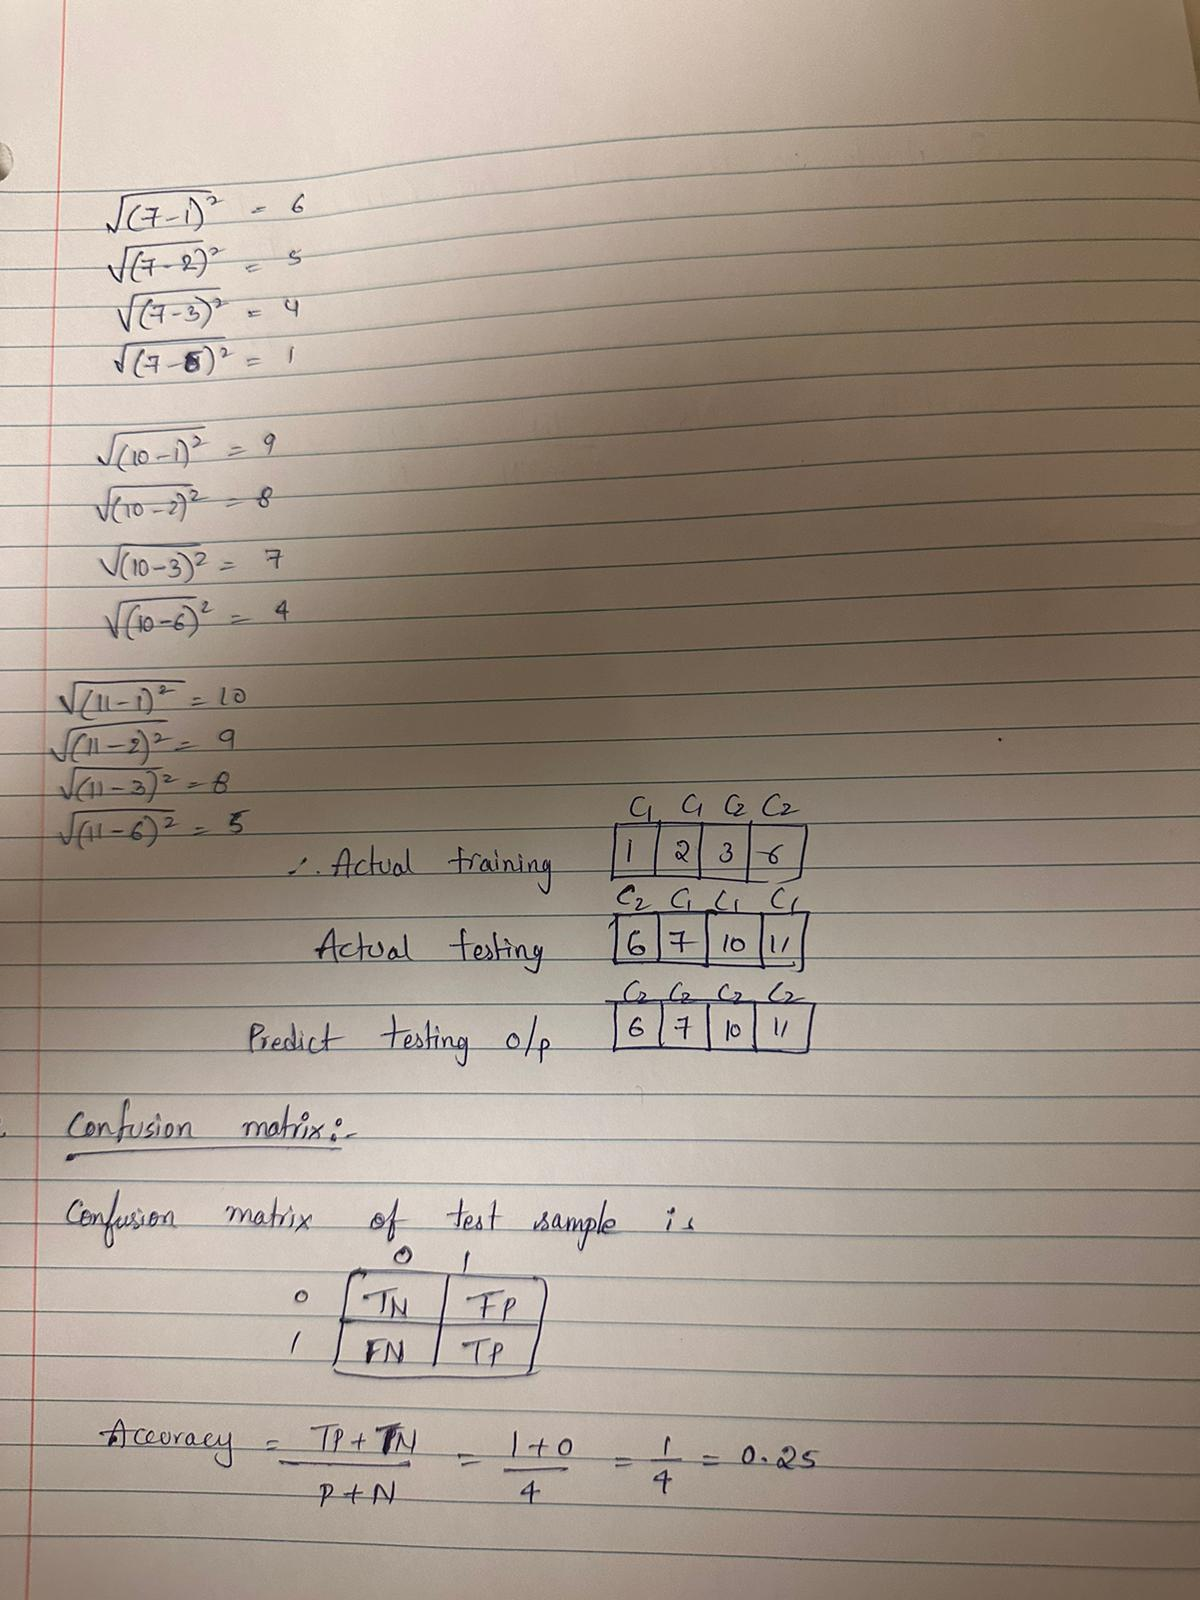 √(7-1)² = 6
√(7-2)² = 5
√(7-3)² = 4
√(7-6)² = 1
√(10-1)² = 9
√(10-2)² = 8
√(10-3)² = 7
√(10-6)² = 4
√(11-1)² = 10
√(11-2)² = 9
√(11-3)² = 8
√(11-6)² = 5
C₁ C₁ C₂ C₂
∴ Actual training 1 2 3 6
C₂ C₁ C₁ C₁
Actual testing 6 7 10 11
C₂ C₂ C₂ C₂
Predict testing o/p 6 7 10 11
Confusion matrix:-
Confusion matrix of test sample is
0 1
0 TN FP
1 FN TP
Accuracy = TP + TN / P + N = 1+0 / 4 = 1/4 = 0.25